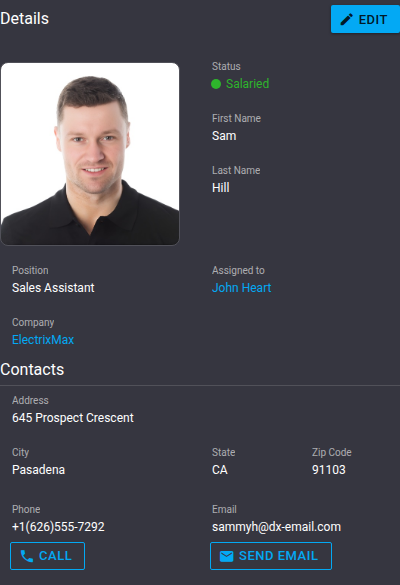 Details
EDIT
Status
Salaried
First Name
Sam
Last Name
Hill
Position
Sales Assistant
Assigned to
John Heart
Company
ElectrixMax
Contacts
Address
645 Prospect Crescent
City
Pasadena
State
CA
Zip Code
91103
Phone
+1(626)555-7292
Email
sammyh@dx-email.com
CALL
SEND EMAIL